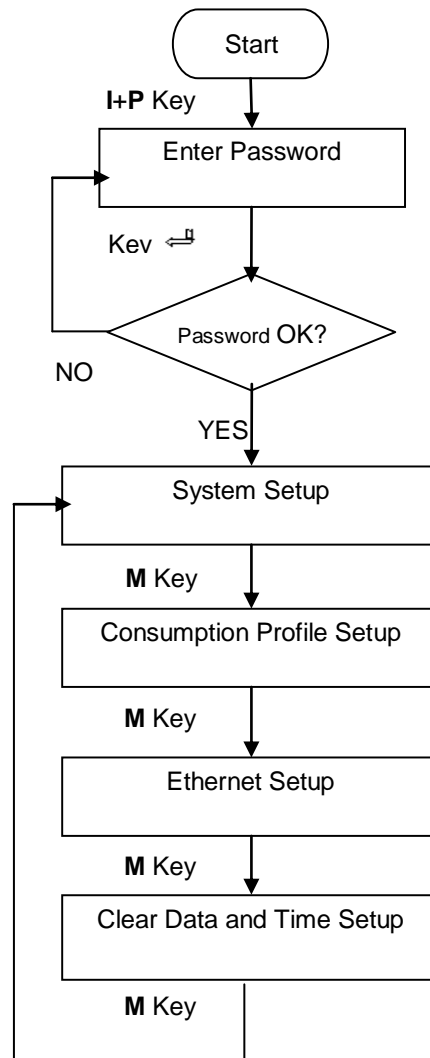 Start
I+P Key
Enter Password
Kev ⏎
Password OK?
NO
YES
System Setup
M Key
Consumption Profile Setup
M Key
Ethernet Setup
M Key
Clear Data and Time Setup
M Key